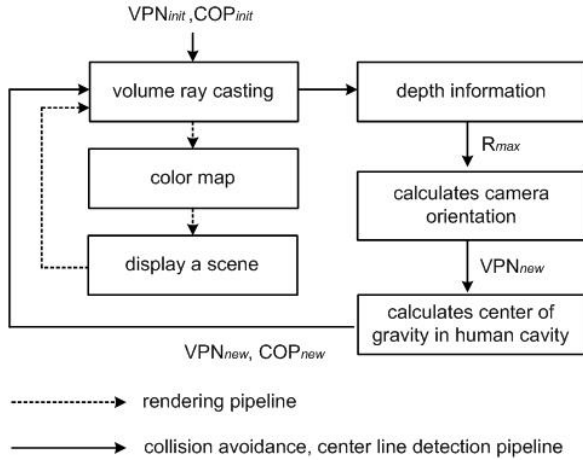 VPNinit ,COPinit
volume ray casting
depth information
Rmax
color map
calculates camera
orientation
display a scene
VPNnew
calculates center of
gravity in human cavity
VPNnew, COPnew
rendering pipeline
collision avoidance, center line detection pipeline